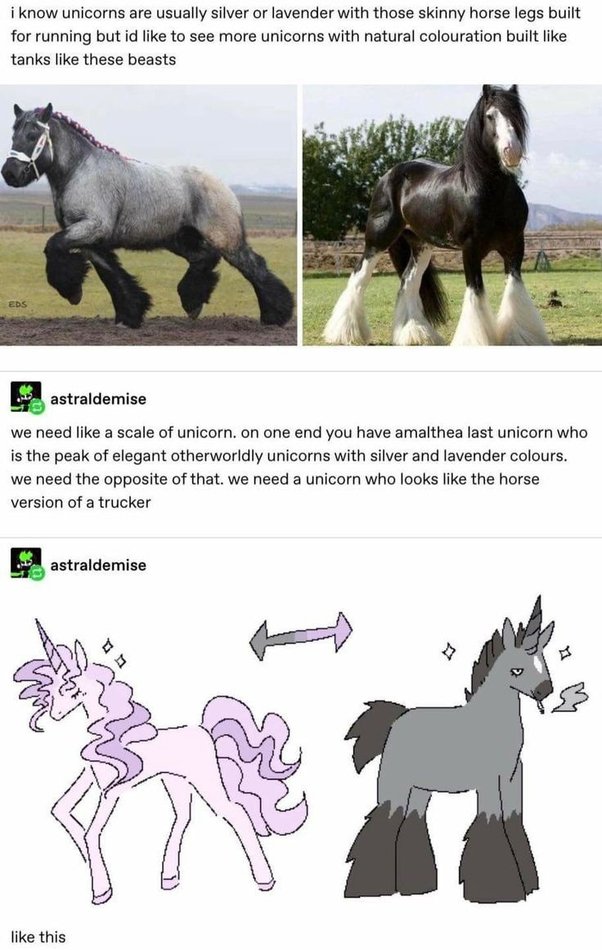 i know unicorns are usually silver or lavender with those skinny horse legs built
for running but id like to see more unicorns with natural colouration built like
tanks like these beasts
EDS
astraldemise
we need like a scale of unicorn. on one end you have amalthea last unicorn who
is the peak of elegant otherworldly unicorns with silver and lavender colours.
we need the opposite of that. we need a unicorn who looks like the horse
version of a trucker
astraldemise
like this